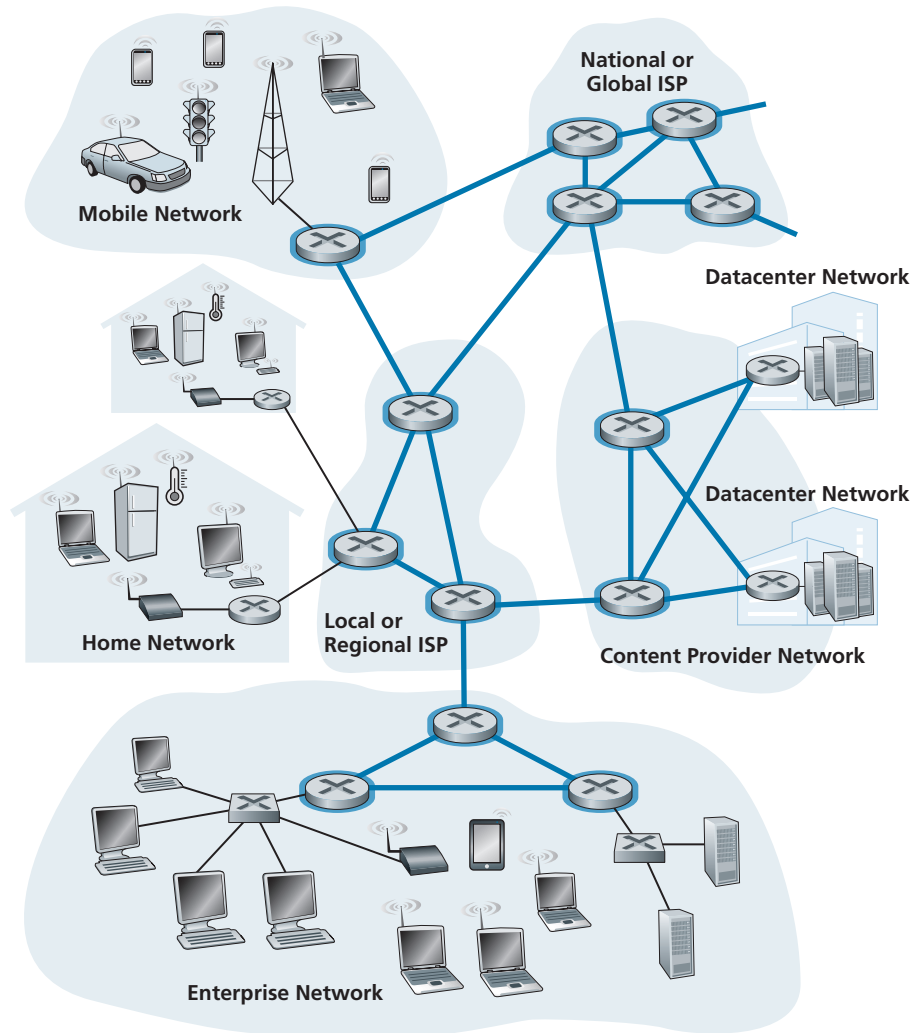 National or
Global ISP
Mobile Network
Datacenter Network
Datacenter Network
Home Network
Local or
Regional ISP
Content Provider Network
Enterprise Network